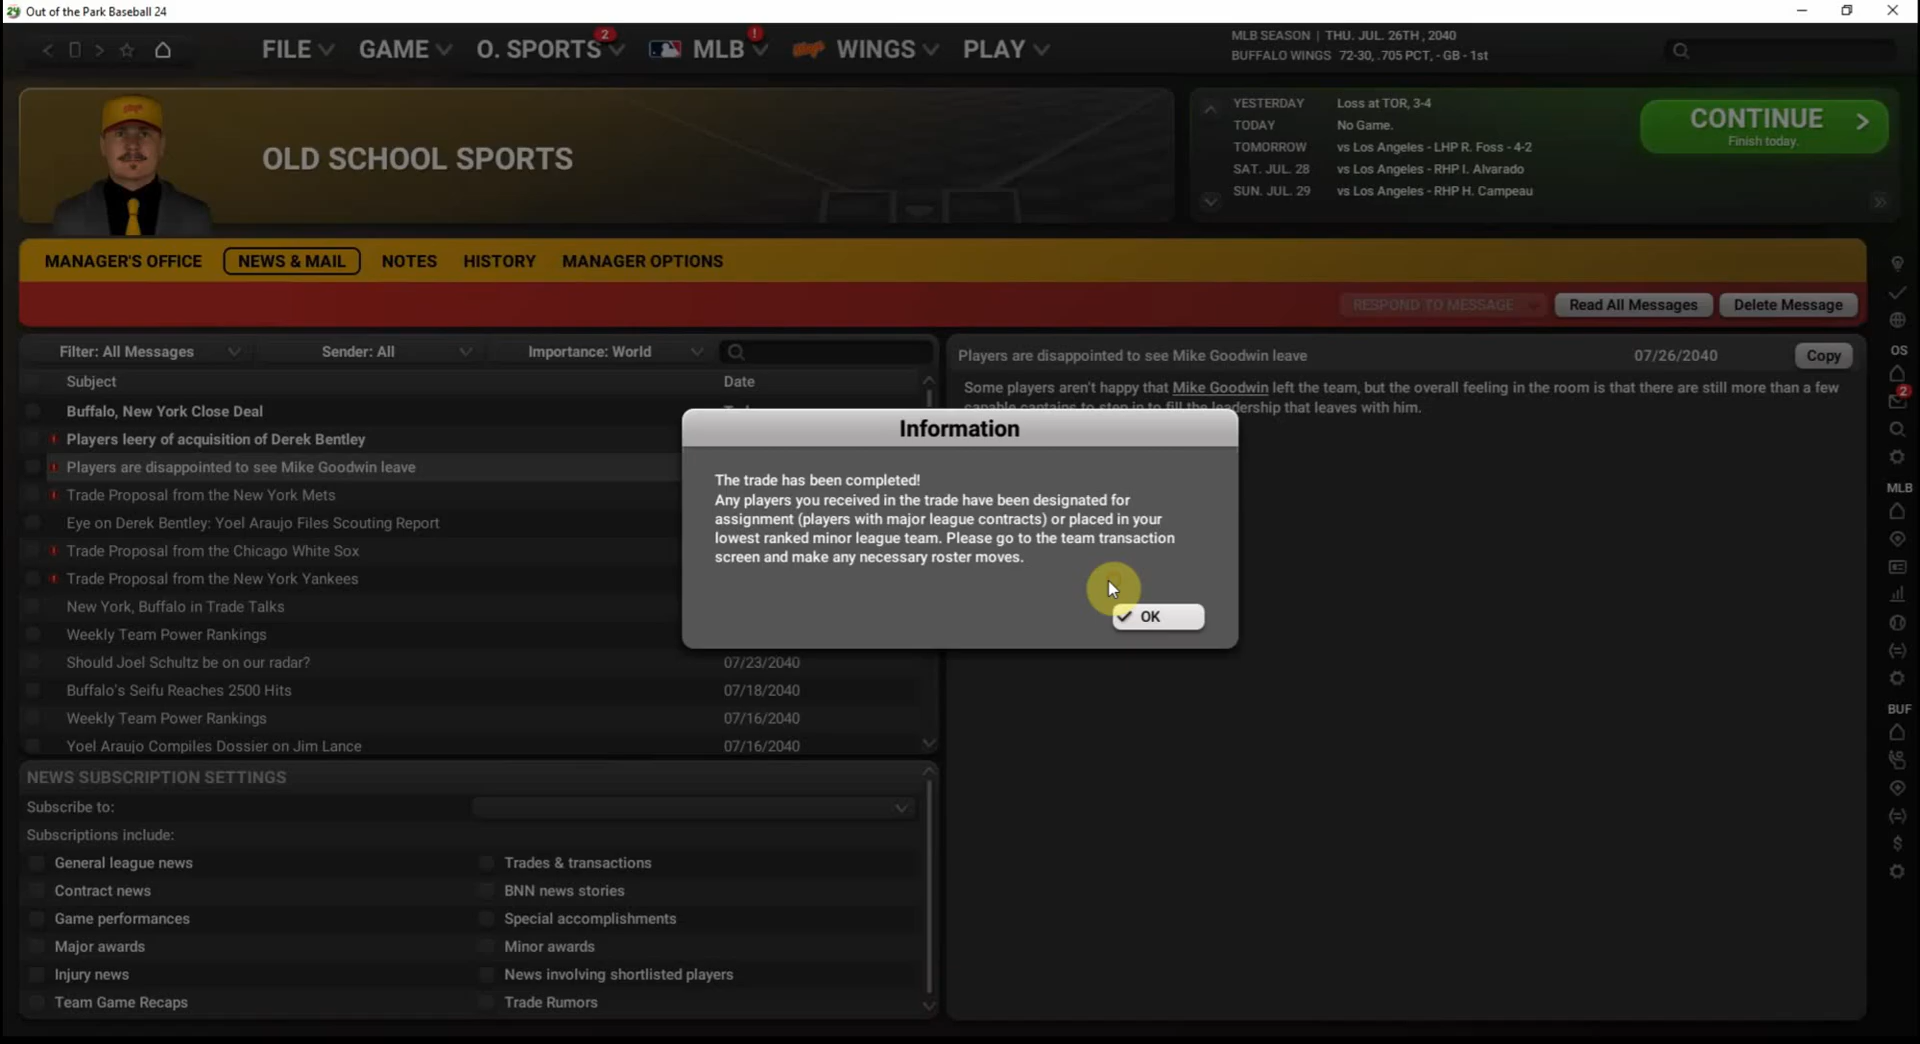 Out of the Park Baseball 24
FILE
GAME
O. SPORTS
2
MLB
!
WINGS
PLAY
MLB SEASON | THU. JUL. 26TH , 2040
BUFFALO WINGS 72-30, .705 PCT, - GB - 1st
OLD SCHOOL SPORTS
YESTERDAY Loss at TOR, 3-4
TODAY No Game.
TOMORROW vs Los Angeles - LHP R. Foss - 4-2
SAT. JUL. 28 vs Los Angeles - RHP I. Alvarado
SUN. JUL. 29 vs Los Angeles - RHP H. Campeau
CONTINUE
Finish today.
MANAGER'S OFFICE NEWS & MAIL NOTES HISTORY MANAGER OPTIONS
RESPOND TO MESSAGE Read All Messages Delete Message
Filter: All Messages Sender: All Importance: World
Subject Date
Buffalo, New York Close Deal
Players leery of acquisition of Derek Bentley
Players are disappointed to see Mike Goodwin leave
Trade Proposal from the New York Mets
Eye on Derek Bentley: Yoel Araujo Files Scouting Report
Trade Proposal from the Chicago White Sox
Trade Proposal from the New York Yankees
New York, Buffalo in Trade Talks
Weekly Team Power Rankings
Should Joel Schultz be on our radar? 07/23/2040
Buffalo's Seifu Reaches 2500 Hits 07/18/2040
Weekly Team Power Rankings 07/16/2040
Yoel Araujo Compiles Dossier on Jim Lance 07/16/2040
Players are disappointed to see Mike Goodwin leave 07/26/2040 Copy
Some players aren't happy that Mike Goodwin left the team, but the overall feeling in the room is that there are still more than a few
capable captains to step in to fill the leadership that leaves with him.
Information
The trade has been completed!
Any players you received in the trade have been designated for
assignment (players with major league contracts) or placed in your
lowest ranked minor league team. Please go to the team transaction
screen and make any necessary roster moves.
OK
NEWS SUBSCRIPTION SETTINGS
Subscribe to:
Subscriptions include:
General league news Trades & transactions
Contract news BNN news stories
Game performances Special accomplishments
Major awards Minor awards
Injury news News involving shortlisted players
Team Game Recaps Trade Rumors
OS
2
MLB
BUF